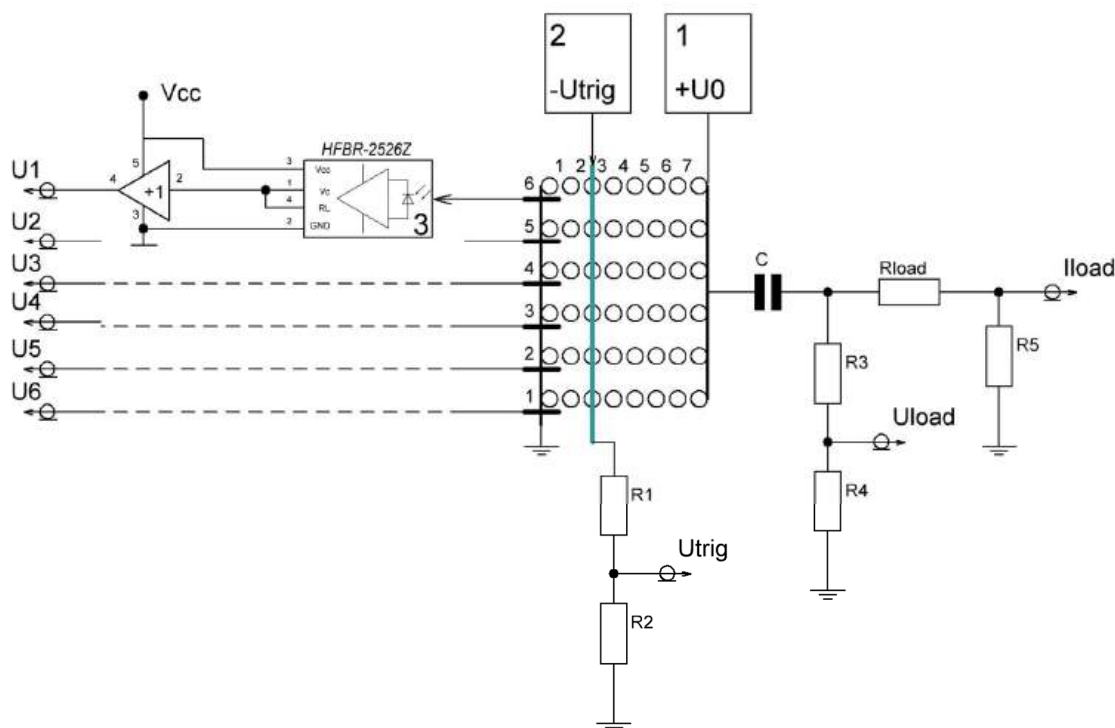 2
-Utrig
1
+U0
Vcc
HFBR-2526Z
U1
U2
U3
U4
U5
U6
4
5
+1
2
3
3
1
4
2
Vcc
Vc
RL
GND
3
1 2 3 4 5 6 7
6
5
4
3
2
1
C
Rload
Iload
R3
R5
Uload
R4
R1
Utrig
R2